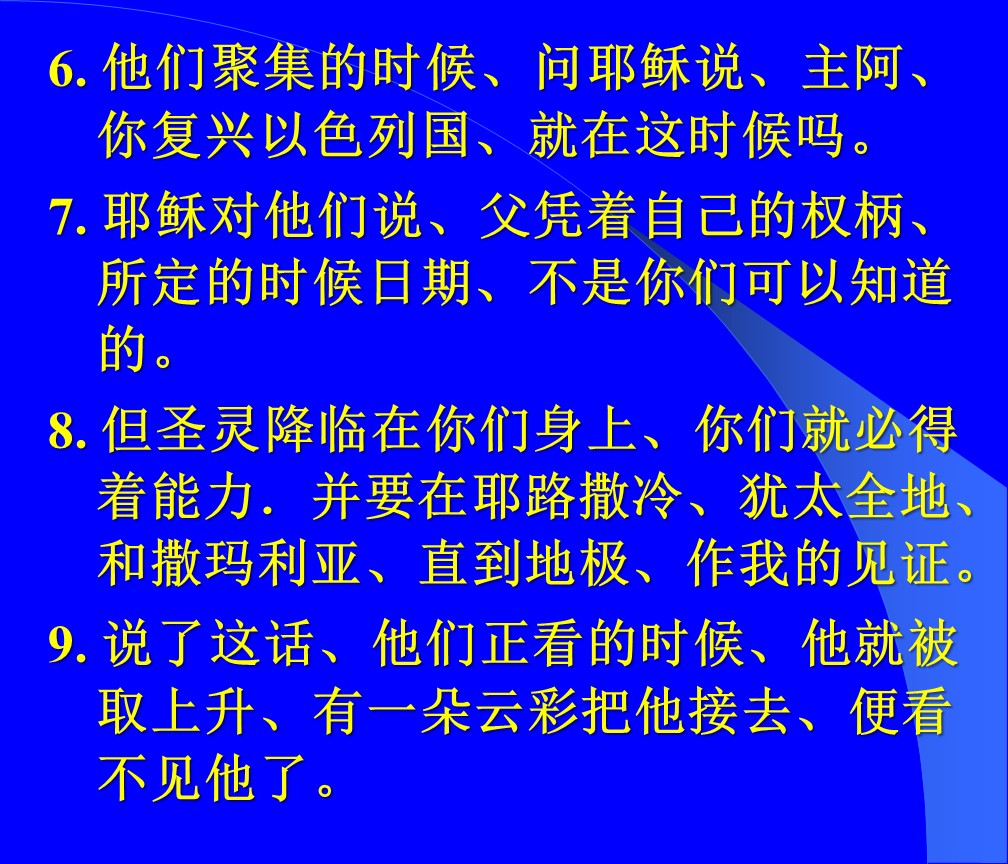 6. 他们聚集的时候、问耶稣说、主阿、
你复兴以色列国、就在这时候吗。
7. 耶稣对他们说、父凭着自己的权柄、
所定的时候日期、不是你们可以知道
的。
8. 但圣灵降临在你们身上、你们就必得
着能力．并要在耶路撒冷、犹太全地、
和撒玛利亚、直到地极、作我的见证。
9. 说了这话、他们正看的时候、他就被
取上升、有一朵云彩把他接去、便看
不见他了。